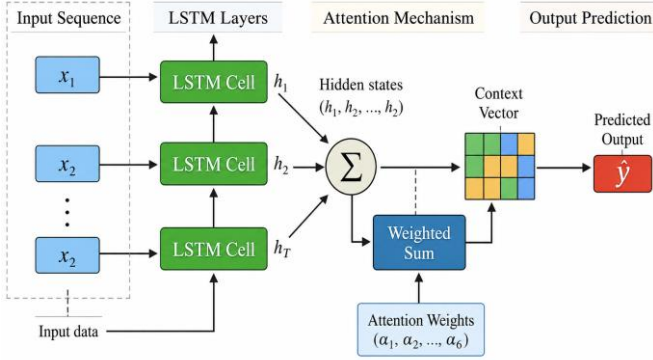 Input Sequence
LSTM Layers
Attention Mechanism
Output Prediction
x₁
LSTM Cell
h₁
Hidden states
(h₁, h₂, ..., h₂)
Context
Vector
x₂
LSTM Cell
h₂
Σ
Predicted
Output
ŷ
x₂
LSTM Cell
h_T
Weighted
Sum
Input data
Attention Weights
(α₁, α₂, ..., α₆)